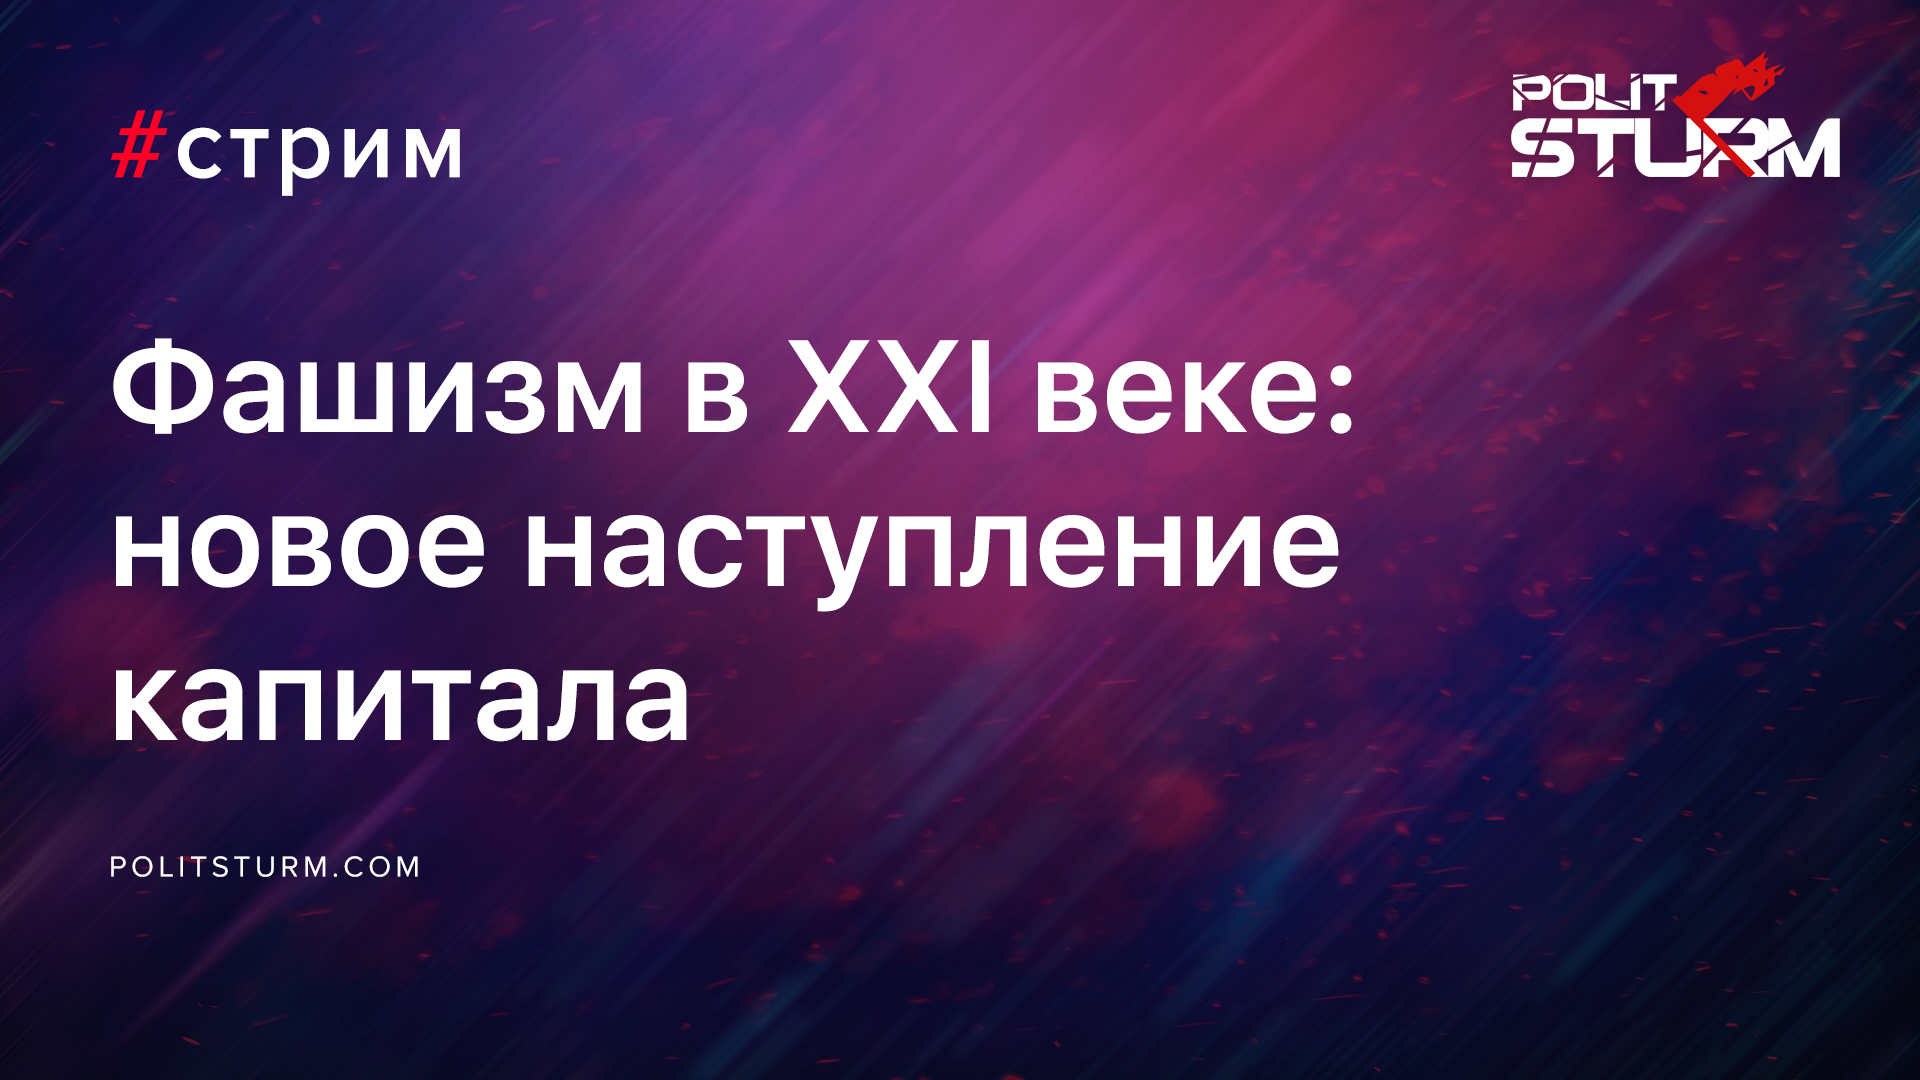 #стрим
POLIT
STURM
Фашизм в XXI веке:
новое наступление
капитала
POLITSTURM.COM